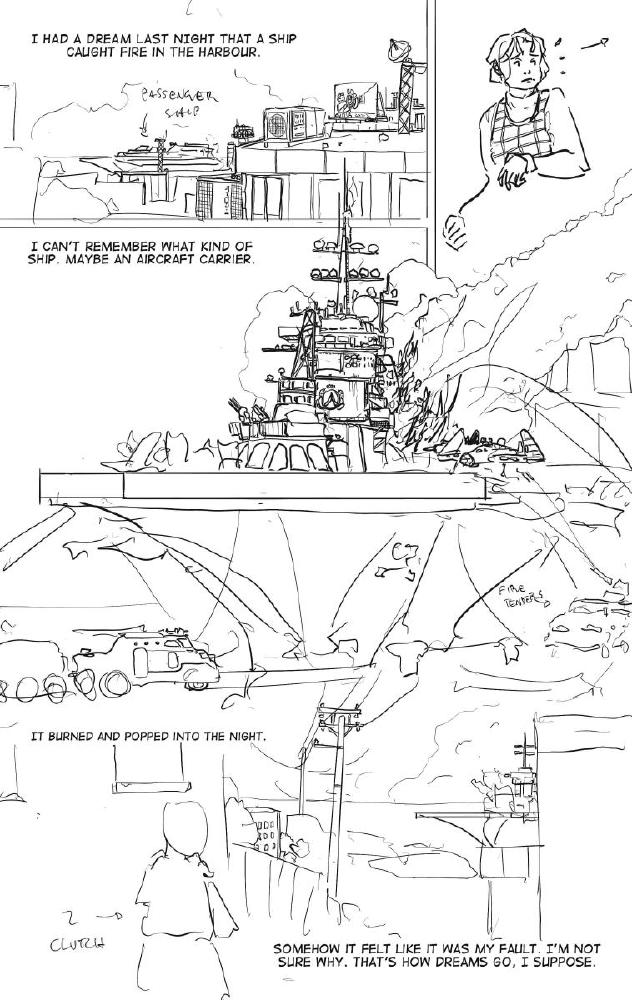 I HAD A DREAM LAST NIGHT THAT A SHIP
CAUGHT FIRE IN THE HARBOUR.
PASSENGER
SHIP
I CAN'T REMEMBER WHAT KIND OF
SHIP. MAYBE AN AIRCRAFT CARRIER.
FIRE
TENDERS
IT BURNED AND POPPED INTO THE NIGHT.
CLUTCH
SOMEHOW IT FELT LIKE IT WAS MY FAULT. I'M NOT
SURE WHY. THAT'S HOW DREAMS GO, I SUPPOSE.